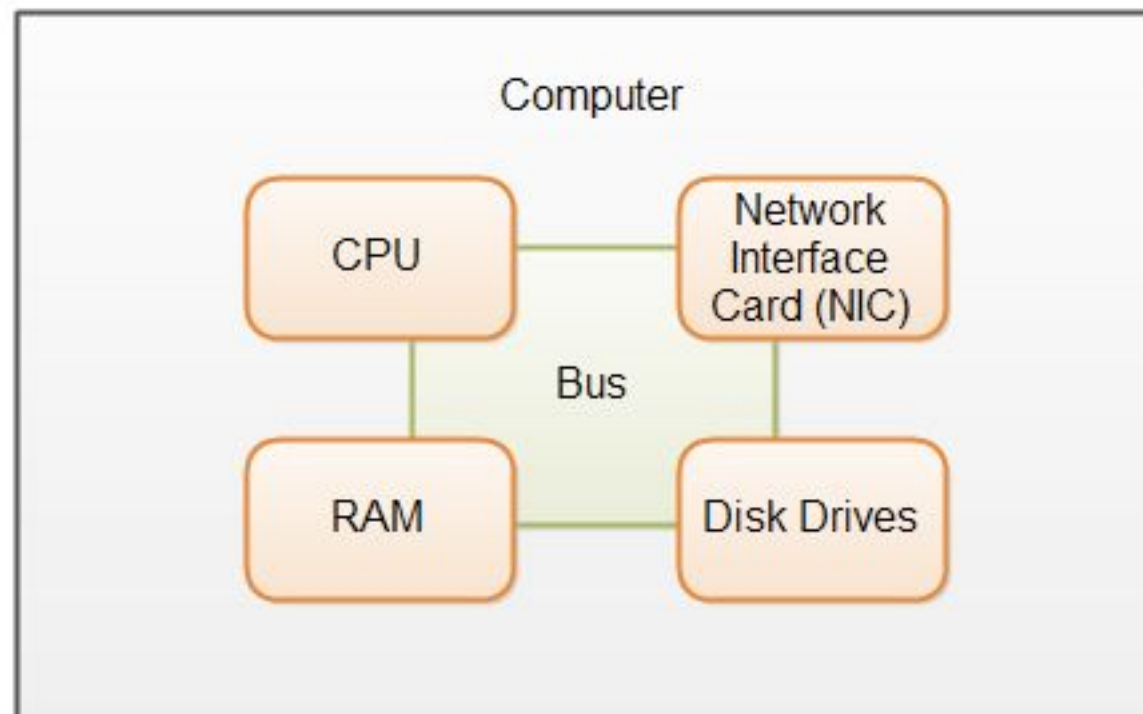 Computer
CPU
Network
Interface
Card (NIC)
Bus
RAM
Disk Drives